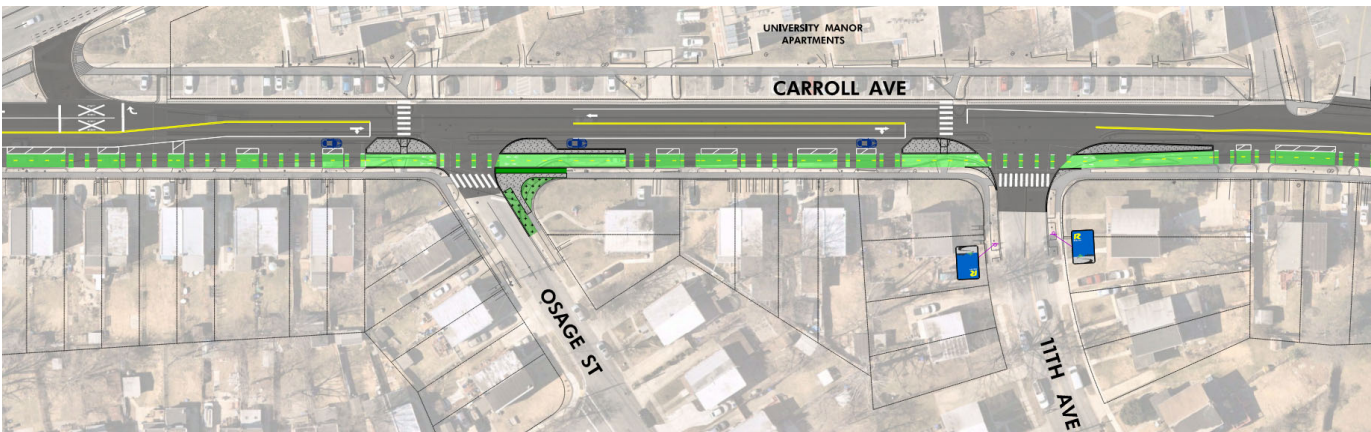 UNIVERSITY MANOR
APARTMENTS
CARROLL AVE
OSAGE ST
11TH AVE
R
R